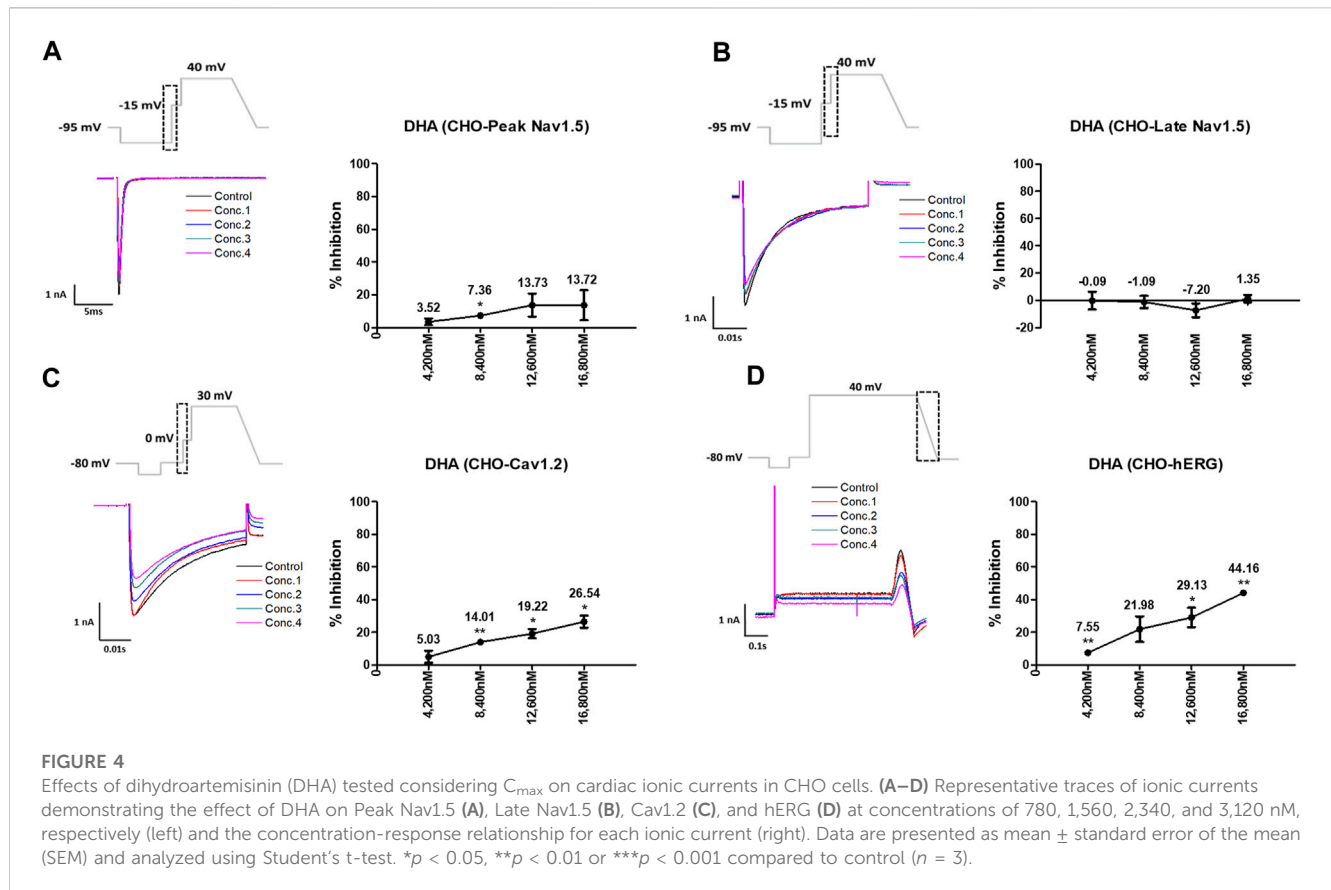 A
40 mV
-15 mV
-95 mV
Control
Conc.1
Conc.2
Conc.3
Conc.4
1 nA
5ms
DHA (CHO-Peak Nav1.5)
% Inhibition
100
80
60
40
20
0
3.52
7.36
*
13.73
13.72
0
4,200nM
8,400nM
12,600nM
16,800nM
B
40 mV
-15 mV
-95 mV
Control
Conc.1
Conc.2
Conc.3
Conc.4
1 nA
0.01s
DHA (CHO-Late Nav1.5)
% Inhibition
100
80
60
40
20
0
-20
-0.09
-1.09
-7.20
1.35
4,200nM
8,400nM
12,600nM
16,800nM
C
30 mV
0 mV
-80 mV
Control
Conc.1
Conc.2
Conc.3
Conc.4
1 nA
0.01s
DHA (CHO-Cav1.2)
% Inhibition
100
80
60
40
20
0
5.03
14.01
**
19.22
*
26.54
*
0
4,200nM
8,400nM
12,600nM
16,800nM
D
40 mV
-80 mV
Control
Conc.1
Conc.2
Conc.3
Conc.4
1 nA
0.1s
DHA (CHO-hERG)
% Inhibition
100
80
60
40
20
0
7.55
**
21.98
29.13
*
44.16
**
0
4,200nM
8,400nM
12,600nM
16,800nM
FIGURE 4
Effects of dihydroartemisinin (DHA) tested considering Cmax on cardiac ionic currents in CHO cells. (A–D) Representative traces of ionic currents
demonstrating the effect of DHA on Peak Nav1.5 (A), Late Nav1.5 (B), Cav1.2 (C), and hERG (D) at concentrations of 780, 1,560, 2,340, and 3,120 nM,
respectively (left) and the concentration-response relationship for each ionic current (right). Data are presented as mean ± standard error of the mean
(SEM) and analyzed using Student's t-test. *p < 0.05, **p < 0.01 or ***p < 0.001 compared to control (n = 3).